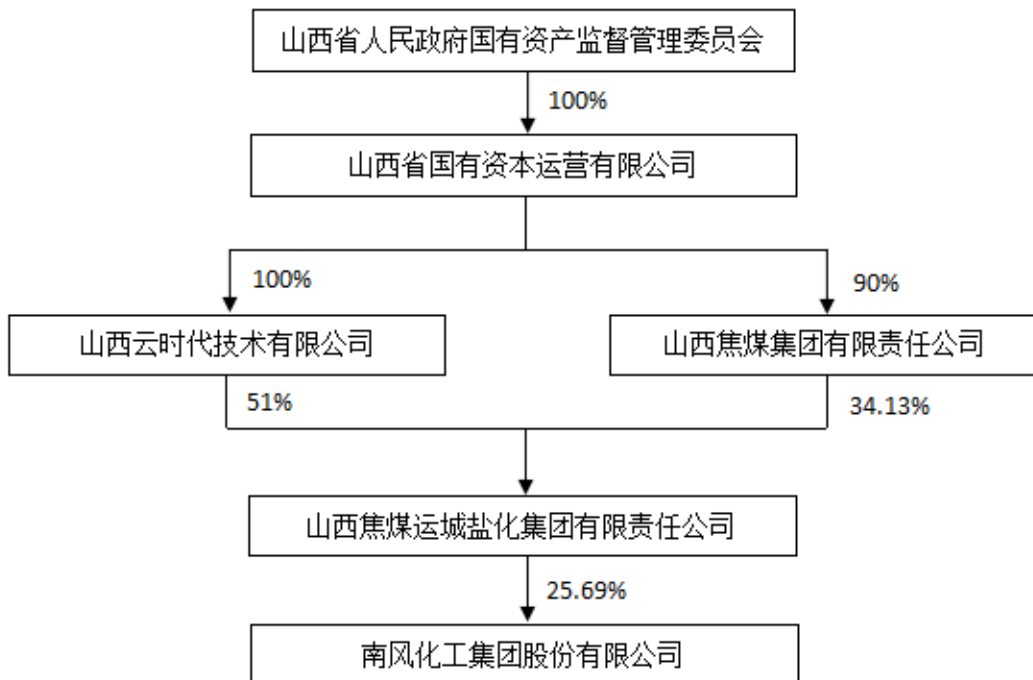 山西省人民政府国有资产监督管理委员会
100%
山西省国有资本运营有限公司
100%
90%
山西云时代技术有限公司
山西焦煤集团有限责任公司
51%
34.13%
山西焦煤运城盐化集团有限责任公司
25.69%
南风化工集团股份有限公司